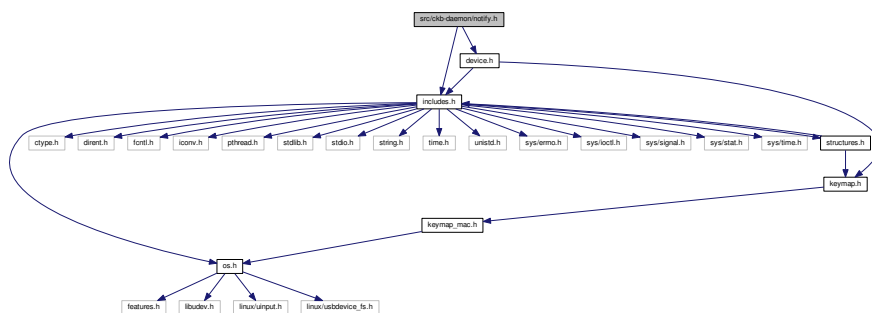 src/ckb-daemon/notify.h
device.h
includes.h
ctype.h
dirent.h
fcntl.h
iconv.h
pthread.h
stdlib.h
stdio.h
string.h
time.h
unistd.h
sys/errno.h
sys/ioctl.h
sys/signal.h
sys/stat.h
sys/time.h
structures.h
keymap.h
keymap_mac.h
os.h
features.h
libudev.h
linux/uinput.h
linux/usbdevice_fs.h